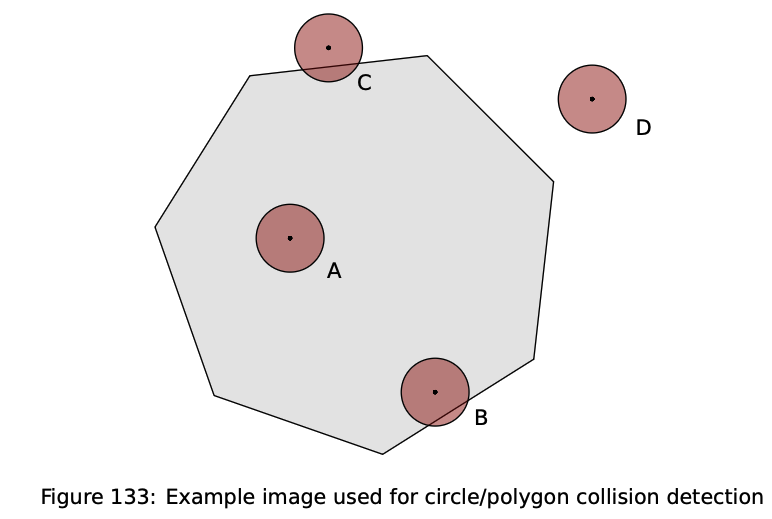 C
D
A
B
Figure 133: Example image used for circle/polygon collision detection